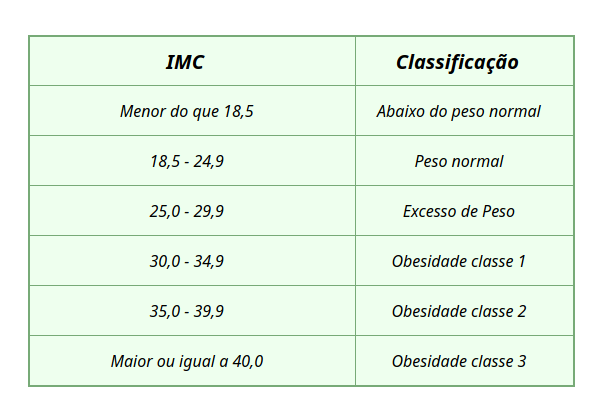 IMC Classificação
Menor do que 18,5 Abaixo do peso normal
18,5 - 24,9 Peso normal
25,0 - 29,9 Excesso de Peso
30,0 - 34,9 Obesidade classe 1
35,0 - 39,9 Obesidade classe 2
Maior ou igual a 40,0 Obesidade classe 3